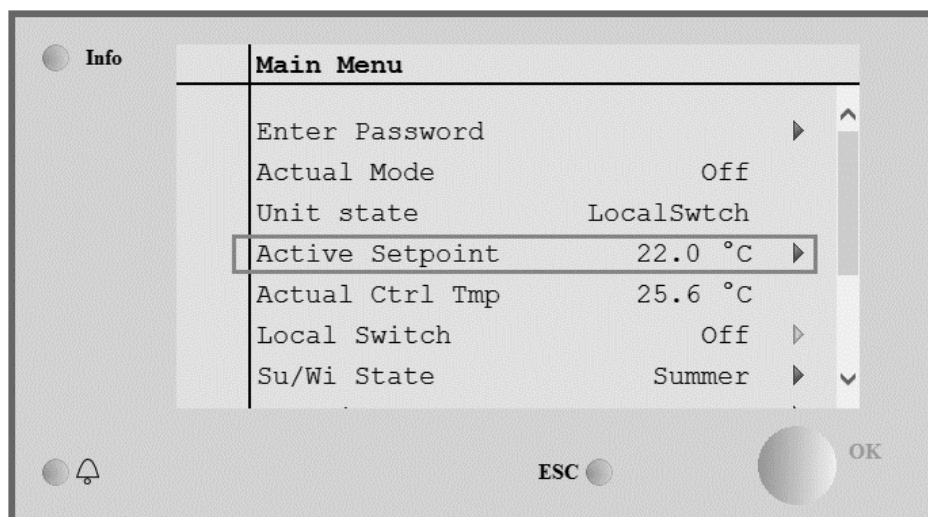 Info
Main Menu
Enter Password
Actual Mode Off
Unit state LocalSwtch
Active Setpoint 22.0 °C
Actual Ctrl Tmp 25.6 °C
Local Switch Off
Su/Wi State Summer
ESC
OK